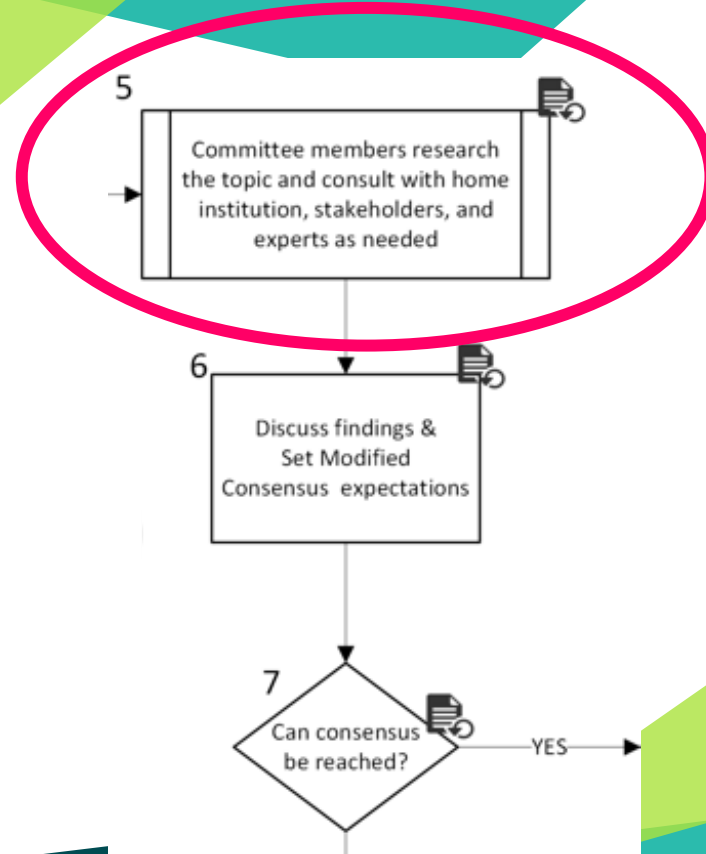 5
Committee members research
the topic and consult with home
institution, stakeholders, and
experts as needed
6
Discuss findings &
Set Modified
Consensus expectations
7
Can consensus
be reached?
YES